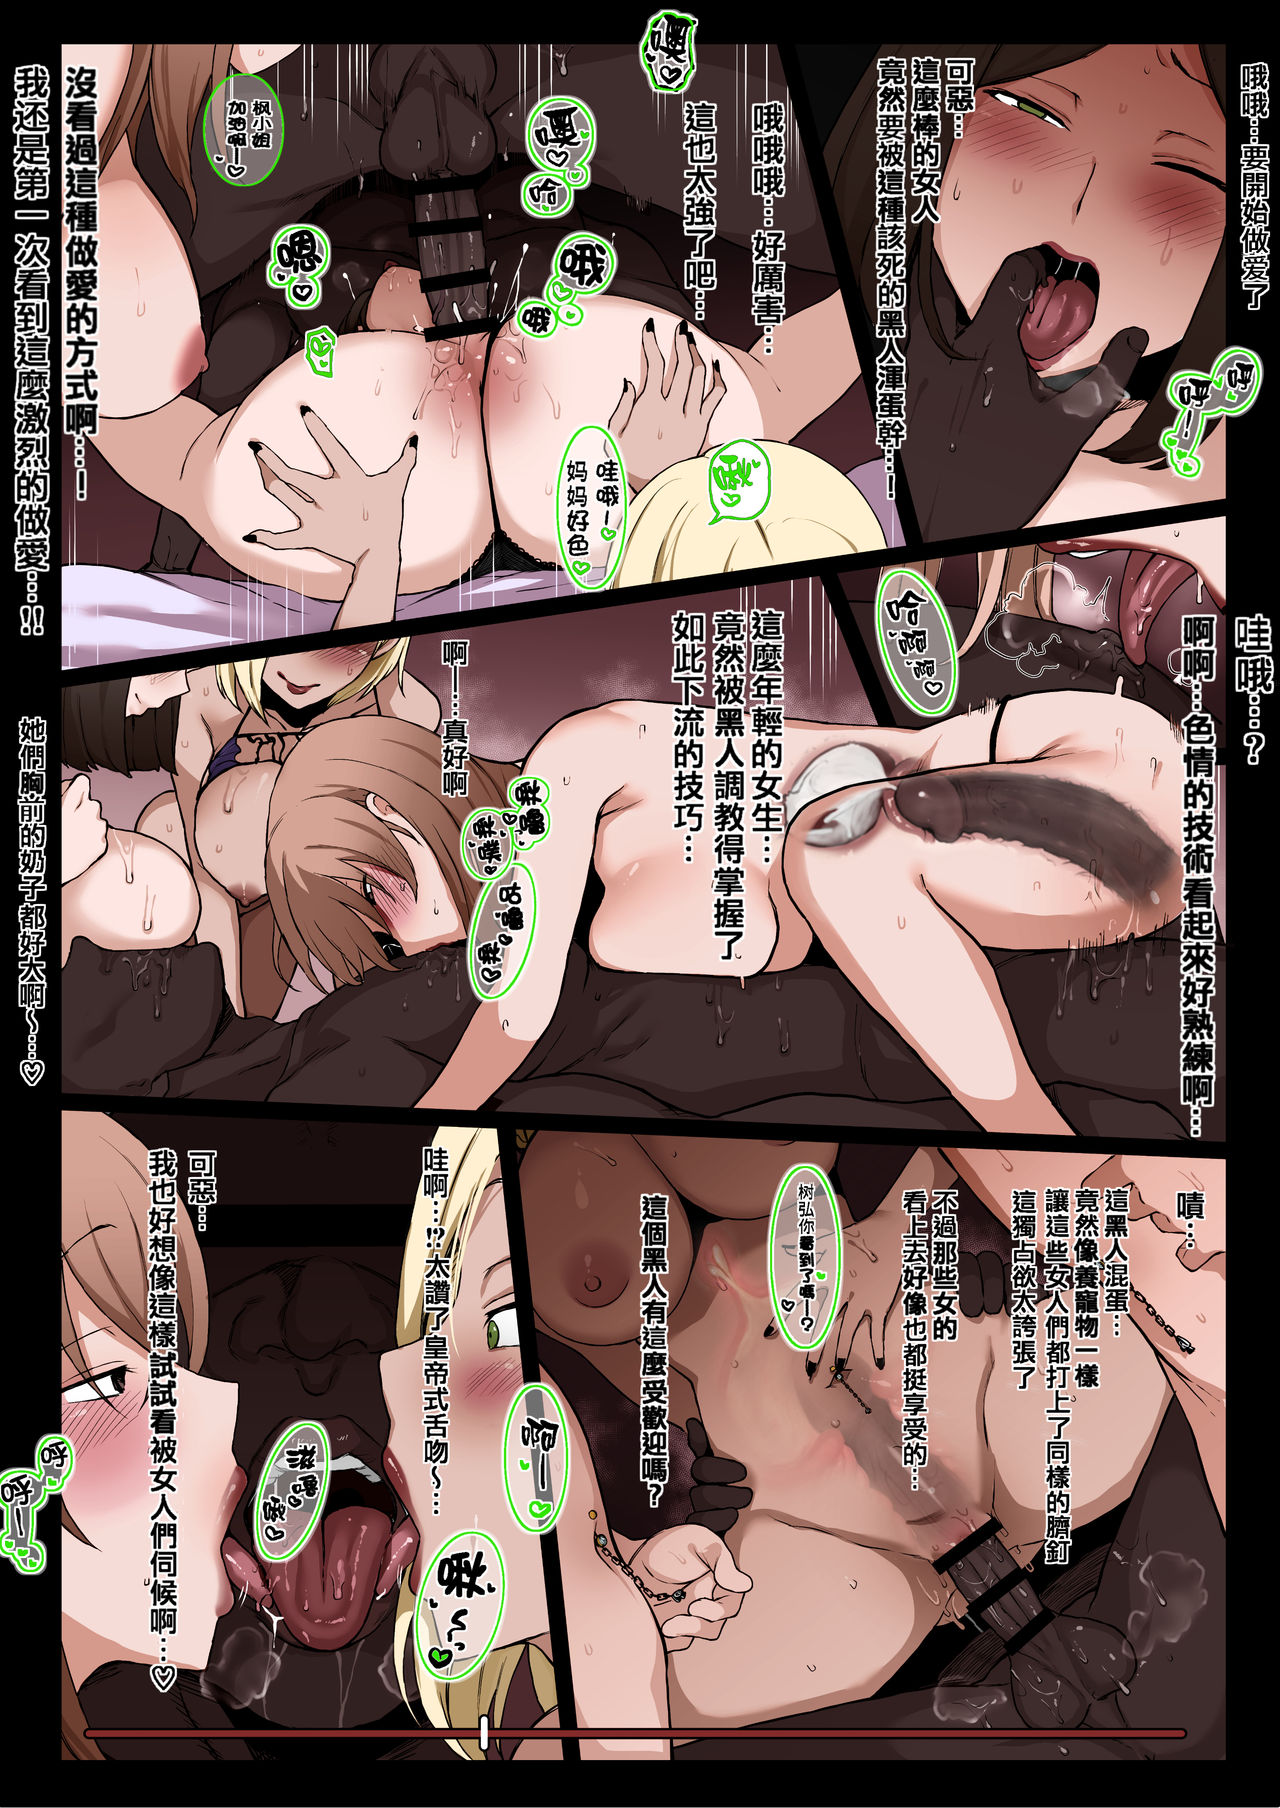 哦哦…要開始做爱了
可惡…
這麼棒的女人
竟然要被這種該死的黑人渾蛋幹…！
哦哦哦…好厲害…
這也太強了吧…
噢
噢
哈
哦
嗯
枫小姐
加油啊ー
哇哦ー
妈妈好色
沒看過這種做愛的方式啊…！
我还是第一次看到這麼激烈的做愛…!!
哇哦…？
啊啊…色情的技術看起來好熟練啊…
這麼年輕的女生…
竟然被黑人調教得掌握了
如此下流的技巧…
啊ー…真好啊
她們胸前的奶子都好大啊～…♡
嘖…
這黑人混蛋…
竟然像養寵物一樣
讓這些女人們都打上了同樣的臍釘
這獨占欲太誇張了
不過那些女的
看上去好像也都挺享受的…
树弘你看到了嗎ー？
這個黑人有這麼受歡迎嗎？
哇啊…!?太讚了皇帝式舌吻～…
可惡…
我也好想像這樣試試看被女人們伺候啊…♡